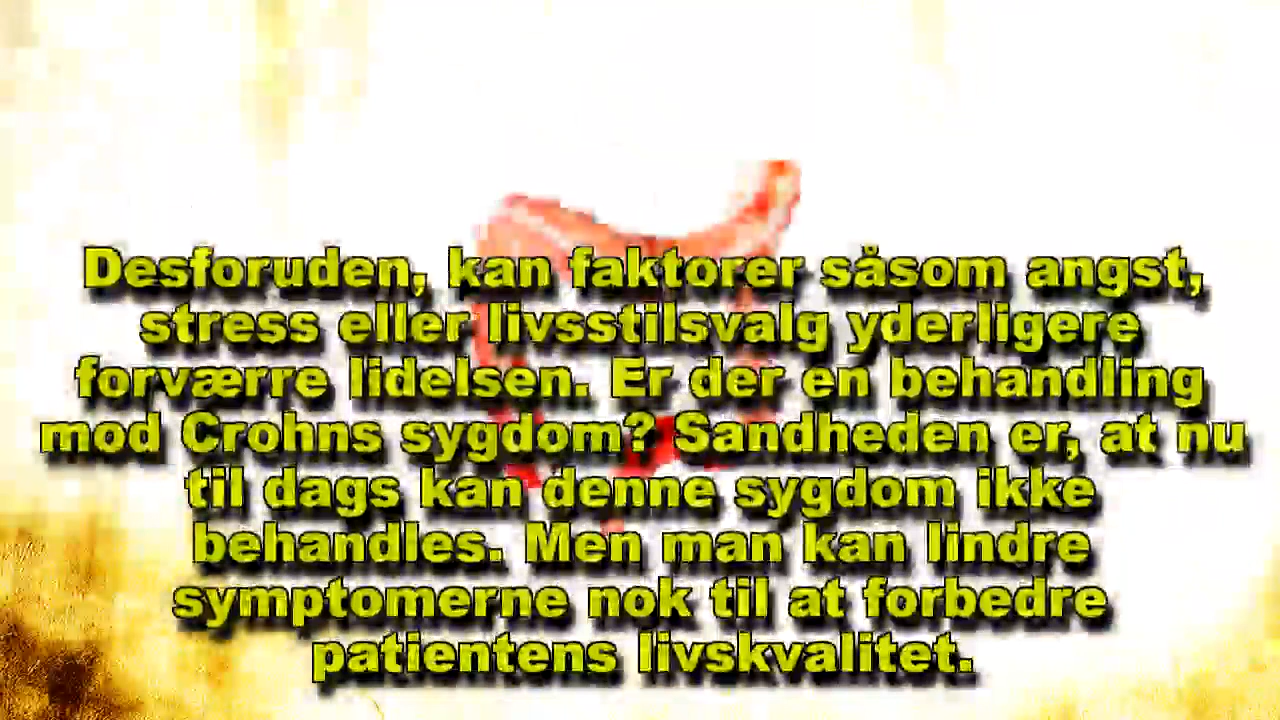 Desforuden, kan faktorer såsom angst,
stress eller livsstilsvalg yderligere
forværre lidelsen. Er der en behandling
mod Crohns sygdom? Sandheden er, at nu
til dags kan denne sygdom ikke
behandles. Men man kan lindre
symptomerne nok til at forbedre
patientens livskvalitet.